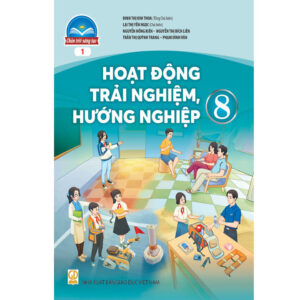 ĐINH THỊ KIM THOA (Tổng Chủ biên)
LẠI THỊ YẾN NGỌC (Chủ biên)
NGUYỄN HỒNG KIÊN – NGUYỄN THỊ BÍCH LIÊN
TRẦN THỊ QUỲNH TRANG – PHẠM ĐÌNH VĂN
Chân trời sáng tạo
1
HOẠT ĐỘNG
TRẢI NGHIỆM,
HƯỚNG NGHIỆP
8
NHÀ XUẤT BẢN GIÁO DỤC VIỆT NAM